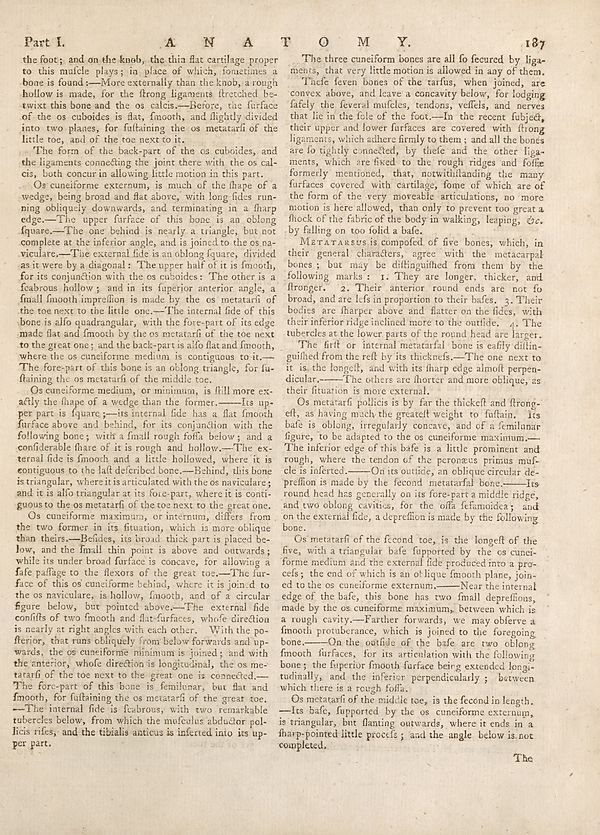 Part I. A N A T O M Y. 187
the foot; and on the knob, the thin flat cartilage proper
to this muſcle plays; in place of which, ſometimes a
bone is found:—More externally than the knob, a rough
hollow is made, for the ſtrong ligaments ſtretched be-
twixt this bone and the os calcis.—Before, the ſurface
of the os cuboides is flat, ſmooth, and ſlightly divided
into two planes, for ſuſtaining the os metatarſi of the
little toe, and of the toe next to it.
The form of the back-part of the os cuboides, and
the ligaments connecting the joint there with the os cal-
cis, both concur in allowing little motion in this part.
Os cuneiforme externum, is much of the ſhape of a
wedge, being broad and flat above, with long ſides run-
ning obliquely downwards, and terminating in a ſharp
edge.—The upper ſurface of this bone is an oblong
ſquare.—The one behind is nearly a triangle, but not
complete at the inferior angle, and is joined to the os na-
viculare.—The external ſide is an oblong ſquare, divided
as it were by a diagonal: The upper half of it is ſmooth,
for its conjunction with the os cuboides: The other is a
ſcabrous hollow; and in its ſuperior anterior angle, a
ſmall ſmooth impreſſion is made by the os metatarſi of
the toe next to the little one.—The internal ſide of this
bone is alſo quadrangular, with the fore-part of its edge
made flat and ſmooth by the os metatarſi of the toe next
to the great one; and the back-part is alſo flat and ſmooth,
where the os cuneiforme medium is contiguous to it.—
The fore-part of this bone is an oblong triangle, for ſu-
ſtaining the os metatarſi of the middle toe.
Os cuneiforme medium, or minimum, is ſtill more ex-
actly the ſhape of a wedge than the former.——Its up-
per part is ſquare;—its internal ſide has a flat ſmooth
ſurface above and behind, for its conjunction with the
following bone; with a ſmall rough foſſa below; and a
conſiderable ſhare of it is rough and hollow.—The ex-
ternal ſide is ſmooth and a little hollowed, where it is
contiguous to the laſt deſcribed bone.—Behind, this bone
is triangular, where it is articulated with the os naviculare;
and it is alſo triangular at its fore-part, where it is conti-
guous to the os metatarſi of the toe next to the great one.
Os cuneiforme maximum, or internum, differs from
the two former in its ſituation, which is more oblique
than theirs.—Beſides, its broad thick part is placed be-
low, and the ſmall thin point is above and outwards;
while its under broad ſurface is concave, for allowing a
ſafe paſſage to the flexors of the great toe.—The ſur-
face of this os cuneiforme behind, where it is joined to
the os naviculare, is hollow, ſmooth, and of a circular
figure below, but pointed above.—The external ſide
conſiſts of two ſmooth and flat ſurfaces, whoſe direction
is nearly at right angles with each other. With the po-
ſterior, that runs obliquely from below forwards and up-
wards, the os cuneiforme minimum is joined; and with
the anterior, whoſe direction is longitudinal, the os me-
tatarſi of the toe next to the great one is connected.—
The fore-part of this bone is ſemilunar, but flat and
ſmooth, for ſuſtaining the os metatarſi of the great toe.
—The internal ſide is ſcabrous, with two remarkable
tubercles below, from which the muſculus abductor pol-
licis riſes, and the tibialis anticus is inſerted into its up-
per part.
The three cuneiform bones are all ſo ſecured by liga-
ments, that very little motion is allowed in any of them.
Theſe ſeven bones of the tarſus, when joined, are
convex above, and leave a concavity below, for lodging
ſafely the ſeveral muſcles, tendons, veſſels, and nerves
that lie in the ſole of the foot.—In the recent ſubject,
their upper and lower ſurfaces are covered with ſtrong
ligaments, which adhere firmly to them; and all the bones
are ſo tightly connected, by theſe and the other liga-
ments, which are fixed to the rough ridges and foſſæ
formerly mentioned, that, notwithſtanding the many
ſurfaces covered with cartilage, ſome of which are of
the form of the very moveable articulations, no more
motion is here allowed, than only to prevent too great a
ſhock of the fabric of the body in walking, leaping, &c.
by falling on too ſolid a baſe.
METATARSUS is compoſed of five bones, which, in
their general characters, agree with the metacarpal
bones; but may be diſtinguiſhed from them by the
following marks: 1. They are longer, thicker, and
ſtronger. 2. Their anterior round ends are not ſo
broad, and are leſs in proportion to their baſes. 3. Their
bodies are ſharper above and flatter on the ſides, with
their inferior ridge inclined more to the outſide. 4. The
tubercles at the lower parts of the round head are larger.
The firſt or internal metatarſal bone is eaſily diſtin-
guiſhed from the reſt by its thickneſs.—The one next to
it is the longeſt, and with its ſharp edge almoſt perpen-
dicular.——The others are ſhorter and more oblique, as
their ſituation is more external.
Os metatarſi pollicis is by far the thickeſt and ſtrong-
eſt, as having much the greateſt weight to ſuſtain. Its
baſe is oblong, irregularly concave, and of a ſemilunar
figure, to be adapted to the os cuneiforme maximum.—
The inferior edge of this baſe is a little prominent and
rough, where the tendon of the peronæus primus muſ-
cle is inſerted.——On its outſide, an oblique circular de-
preſſion is made by the ſecond metatarſal bone.——Its
round head has generally on its fore-part a middle ridge,
and two oblong cavities, for the oſſa ſeſamoidea; and
on the external ſide, a depreſſion is made by the following
bone.
Os metatarſi of the ſecond toe, is the longeſt of the
five, with a triangular baſe ſupported by the os cunei-
forme medium and the external ſide produced into a pro-
ceſs; the end of which is an oblique ſmooth plane, join-
ed to the os cuneiforme externum.——Near the internal
edge of the baſe, this bone has two ſmall depreſſions,
made by the os cuneiforme maximum, between which is
a rough cavity.—Farther forwards, we may obſerve a
ſmooth protuberance, which is joined to the foregoing
bone.——On the outſide of the baſe are two oblong
ſmooth ſurfaces, for its articulation with the following
bone; the ſuperior ſmooth ſurface being extended longi-
tudinally, and the inferior perpendicularly; between
which there is a rough foſſa.
Os metatarſi of the middle toe, is the ſecond in length.
—Its baſe, ſupported by the os cuneiforme externum,
is triangular, but ſlanting outwards, where it ends in a
ſharp-pointed little proceſs; and the angle below is not
completed.
The